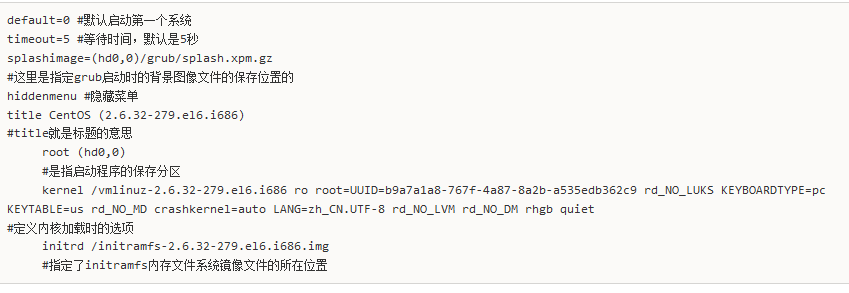 default=0 #默认启动第一个系统
timeout=5 #等待时间，默认是5秒
splashimage=(hd0,0)/grub/splash.xpm.gz
#这里是指定grub启动时的背景图像文件的保存位置的
hiddenmenu #隐藏菜单
title CentOS (2.6.32-279.el6.i686)
#title就是标题的意思
root (hd0,0)
#是指启动程序的保存分区
kernel /vmlinuz-2.6.32-279.el6.i686 ro root=UUID=b9a7a1a8-767f-4a87-8a2b-a535edb362c9 rd_NO_LUKS KEYBOARDTYPE=pc
KEYTABLE=us rd_NO_MD crashkernel=auto LANG=zh_CN.UTF-8 rd_NO_LVM rd_NO_DM rhgb quiet
#定义内核加载时的选项
initrd /initramfs-2.6.32-279.el6.i686.img
#指定了initramfs内存文件系统镜像文件的所在位置